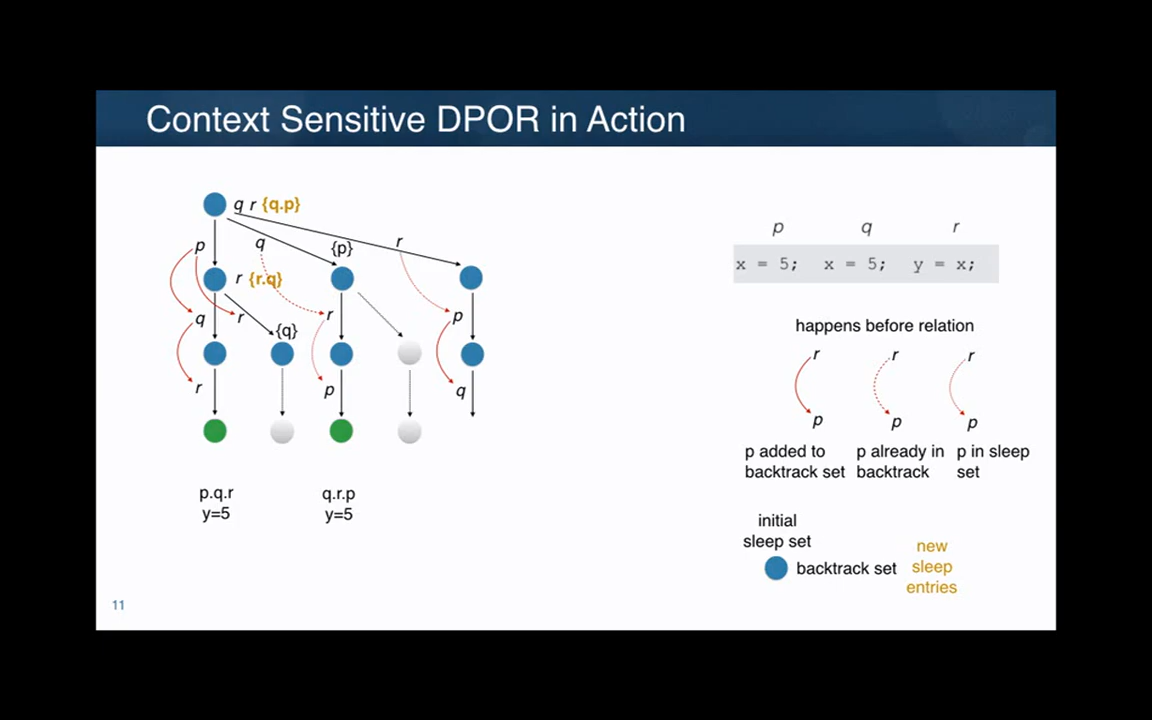 Context Sensitive DPOR in Action
q r {q.p}
p
q
{p}
r
r {r.q}
q
r
r
p
{q}
r
p
q
p.q.r
y=5
q.r.p
y=5
p q r
x = 5; x = 5; y = x;
happens before relation
r r r
p p p
p added to
backtrack set
p already in
backtrack
p in sleep
set
initial
sleep set
backtrack set
new
sleep
entries
11